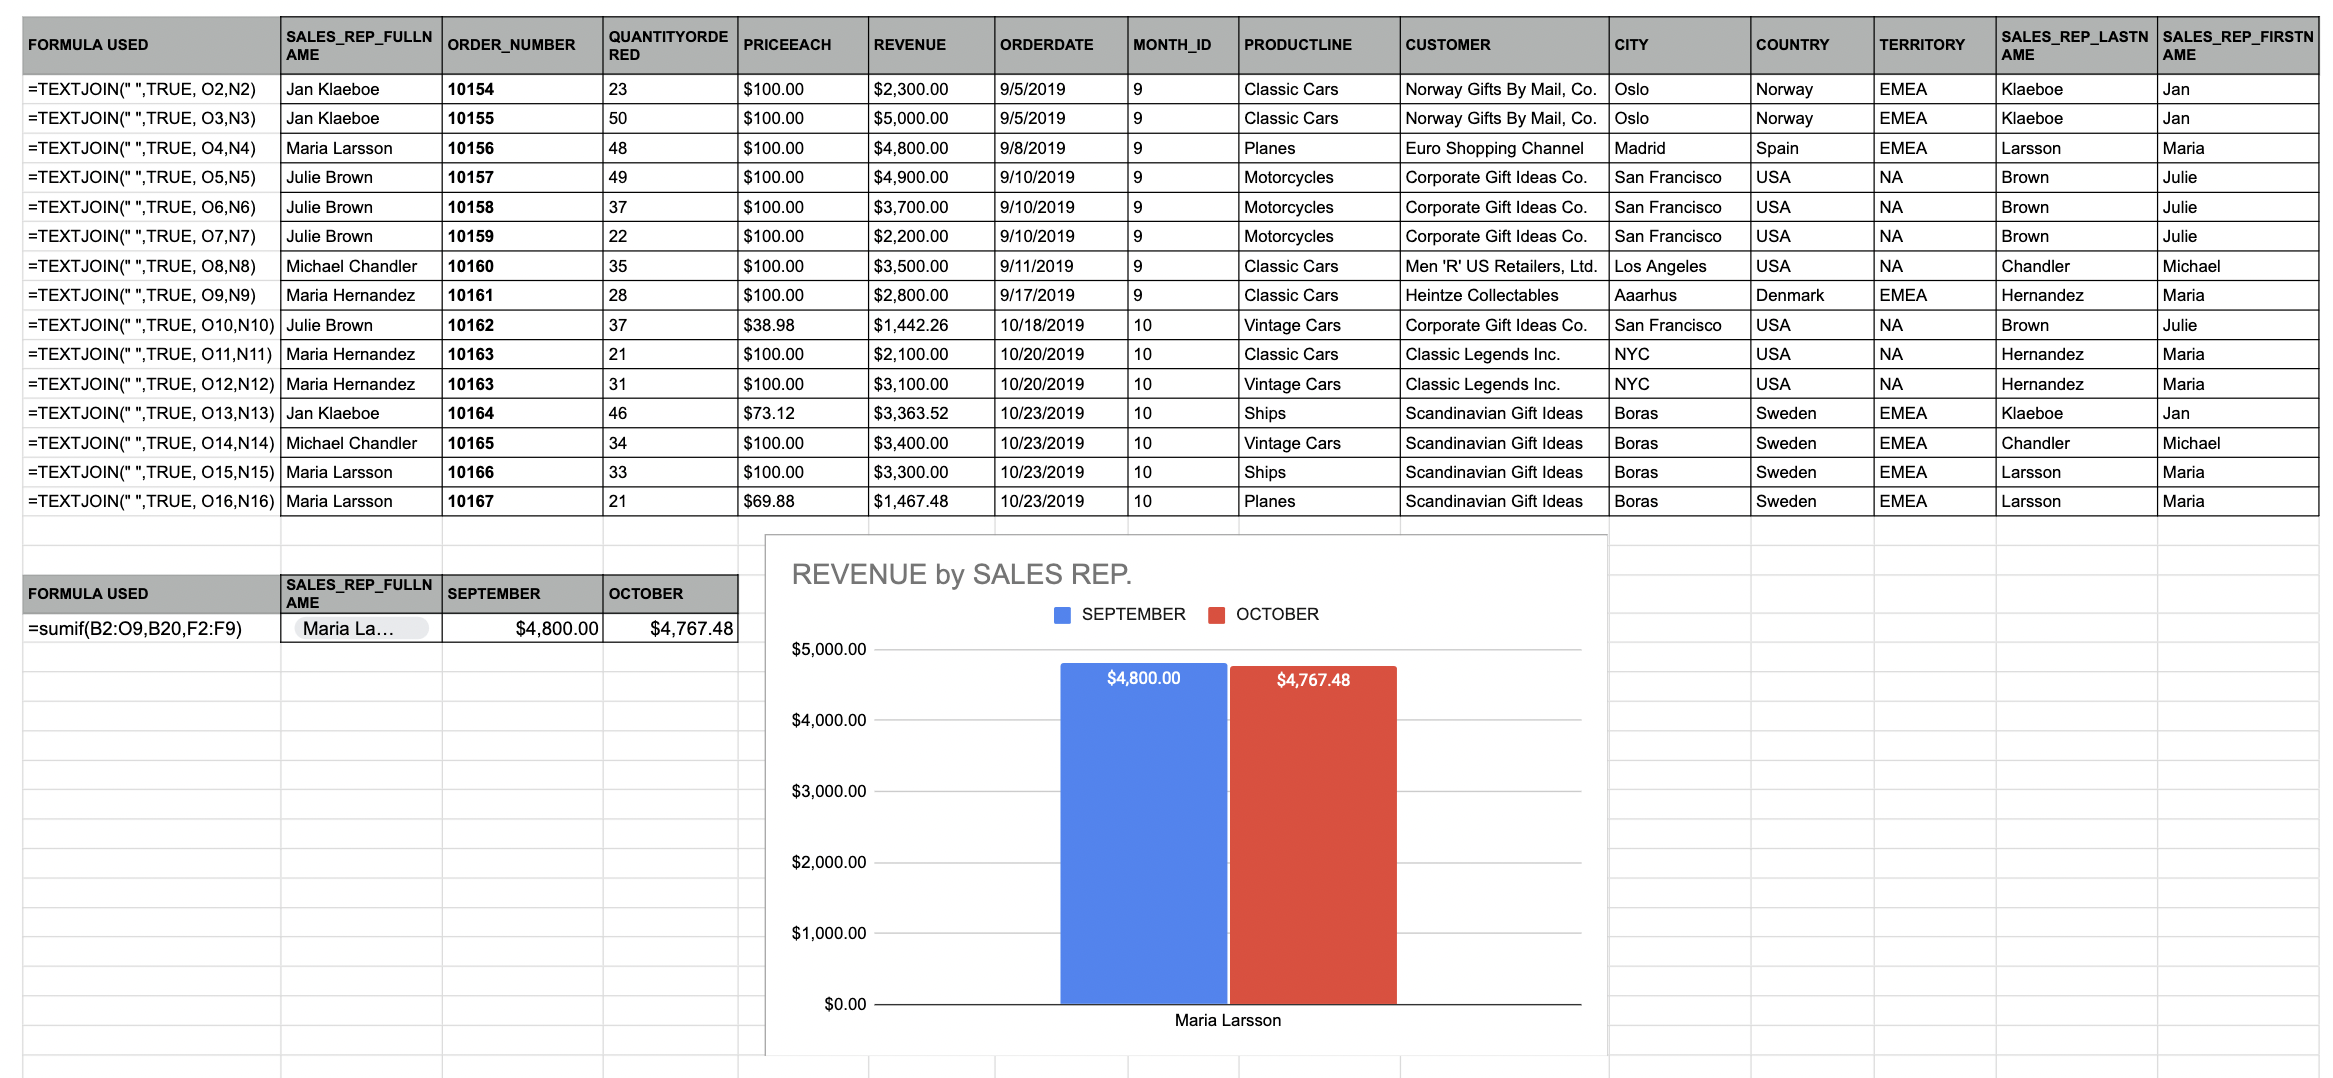 FORMULA USED SALES_REP_FULLNAME ORDER_NUMBER QUANTITYORDERED PRICEEACH REVENUE ORDERDATE MONTH_ID PRODUCTLINE CUSTOMER CITY COUNTRY TERRITORY SALES_REP_LASTNAME SALES_REP_FIRSTNAME
=TEXTJOIN(" ",TRUE, O2,N2) Jan Klaeboe 10154 23 $100.00 $2,300.00 9/5/2019 9 Classic Cars Norway Gifts By Mail, Co. Oslo Norway EMEA Klaeboe Jan
=TEXTJOIN(" ",TRUE, O3,N3) Jan Klaeboe 10155 50 $100.00 $5,000.00 9/5/2019 9 Classic Cars Norway Gifts By Mail, Co. Oslo Norway EMEA Klaeboe Jan
=TEXTJOIN(" ",TRUE, O4,N4) Maria Larsson 10156 48 $100.00 $4,800.00 9/8/2019 9 Planes Euro Shopping Channel Madrid Spain EMEA Larsson Maria
=TEXTJOIN(" ",TRUE, O5,N5) Julie Brown 10157 49 $100.00 $4,900.00 9/10/2019 9 Motorcycles Corporate Gift Ideas Co. San Francisco USA NA Brown Julie
=TEXTJOIN(" ",TRUE, O6,N6) Julie Brown 10158 37 $100.00 $3,700.00 9/10/2019 9 Motorcycles Corporate Gift Ideas Co. San Francisco USA NA Brown Julie
=TEXTJOIN(" ",TRUE, O7,N7) Julie Brown 10159 22 $100.00 $2,200.00 9/10/2019 9 Motorcycles Corporate Gift Ideas Co. San Francisco USA NA Brown Julie
=TEXTJOIN(" ",TRUE, O8,N8) Michael Chandler 10160 35 $100.00 $3,500.00 9/11/2019 9 Classic Cars Men 'R' US Retailers, Ltd. Los Angeles USA NA Chandler Michael
=TEXTJOIN(" ",TRUE, O9,N9) Maria Hernandez 10161 28 $100.00 $2,800.00 9/17/2019 9 Classic Cars Heintze Collectables Aaarhus Denmark EMEA Hernandez Maria
=TEXTJOIN(" ",TRUE, O10,N10) Julie Brown 10162 37 $38.98 $1,442.26 10/18/2019 10 Vintage Cars Corporate Gift Ideas Co. San Francisco USA NA Brown Julie
=TEXTJOIN(" ",TRUE, O11,N11) Maria Hernandez 10163 21 $100.00 $2,100.00 10/20/2019 10 Classic Cars Classic Legends Inc. NYC USA NA Hernandez Maria
=TEXTJOIN(" ",TRUE, O12,N12) Maria Hernandez 10163 31 $100.00 $3,100.00 10/20/2019 10 Vintage Cars Classic Legends Inc. NYC USA NA Hernandez Maria
=TEXTJOIN(" ",TRUE, O13,N13) Jan Klaeboe 10164 46 $73.12 $3,363.52 10/23/2019 10 Ships Scandinavian Gift Ideas Boras Sweden EMEA Klaeboe Jan
=TEXTJOIN(" ",TRUE, O14,N14) Michael Chandler 10165 34 $100.00 $3,400.00 10/23/2019 10 Vintage Cars Scandinavian Gift Ideas Boras Sweden EMEA Chandler Michael
=TEXTJOIN(" ",TRUE, O15,N15) Maria Larsson 10166 33 $100.00 $3,300.00 10/23/2019 10 Ships Scandinavian Gift Ideas Boras Sweden EMEA Larsson Maria
=TEXTJOIN(" ",TRUE, O16,N16) Maria Larsson 10167 21 $69.88 $1,467.48 10/23/2019 10 Planes Scandinavian Gift Ideas Boras Sweden EMEA Larsson Maria
FORMULA USED SALES_REP_FULLNAME SEPTEMBER OCTOBER
=sumif(B2:O9,B20,F2:F9) Maria La… $4,800.00 $4,767.48
REVENUE by SALES REP.
SEPTEMBER OCTOBER
$5,000.00
$4,800.00 $4,767.48
$4,000.00
$3,000.00
$2,000.00
$1,000.00
$0.00
Maria Larsson